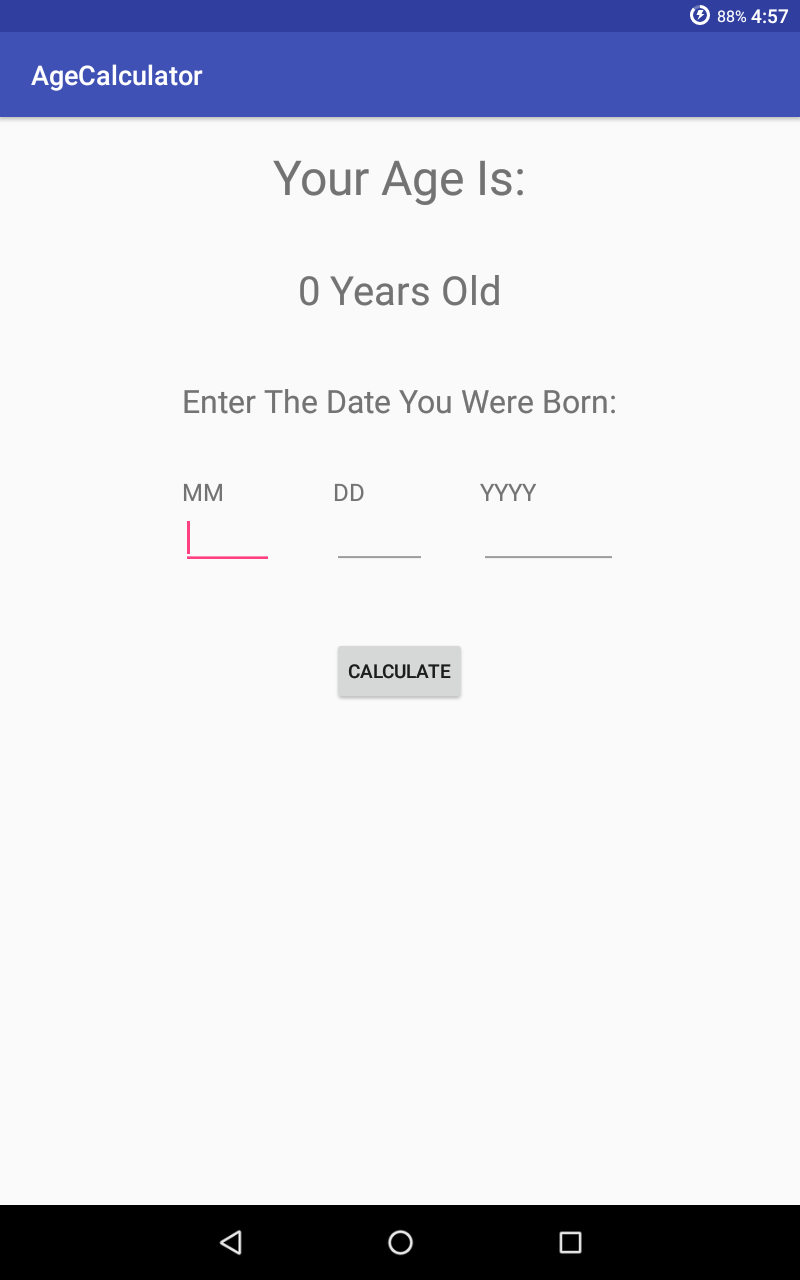 88% 4:57
AgeCalculator
Your Age Is:
0 Years Old
Enter The Date You Were Born:
MM DD YYYY
CALCULATE